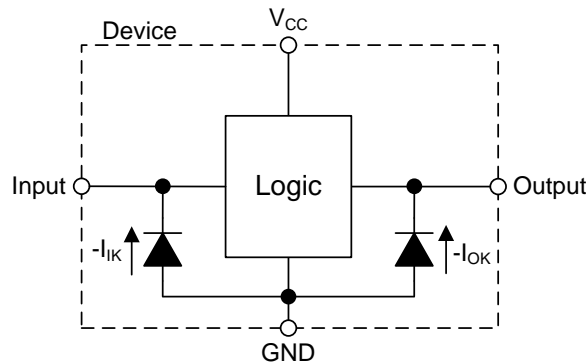 Device
VCC
Input
Logic
Output
-IIK
-IOK
GND